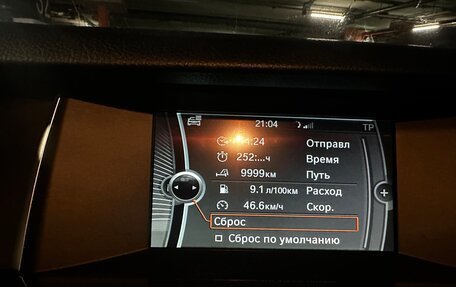 21:04
TP
:24 Отправл
252:...ч Время
9999км Путь
9.1 л/100км Расход
46.6км/ч Скор.
Сброс
Сброс по умолчанию